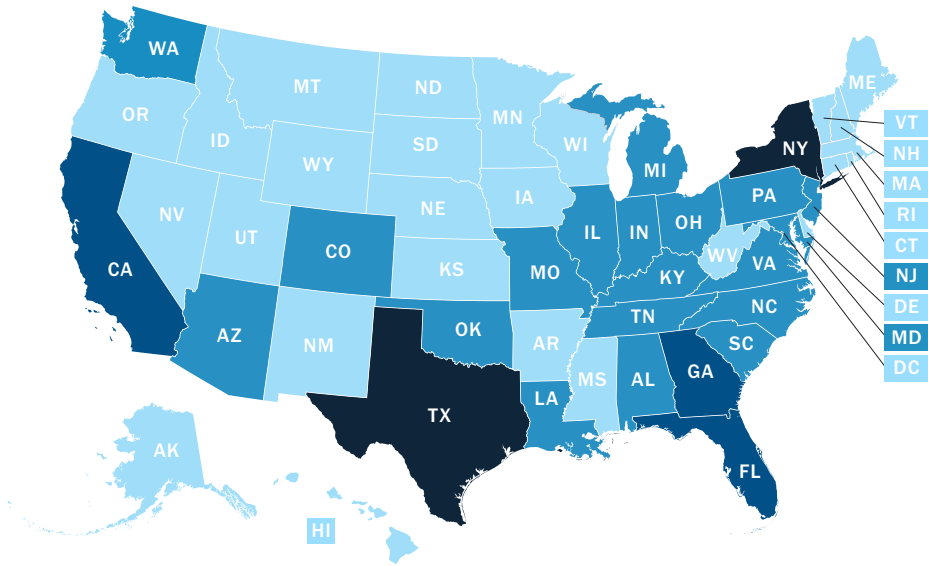 WA
MT
ND
ME
OR
MN
VT
ID
SD
WI
NY
NH
WY
MI
MA
NV
NE
IA
PA
RI
UT
CO
IL
IN
OH
WV
VA
CT
CA
KS
MO
KY
NJ
AZ
NM
OK
TN
NC
DE
AR
SC
MD
TX
LA
MS
AL
GA
DC
AK
FL
HI